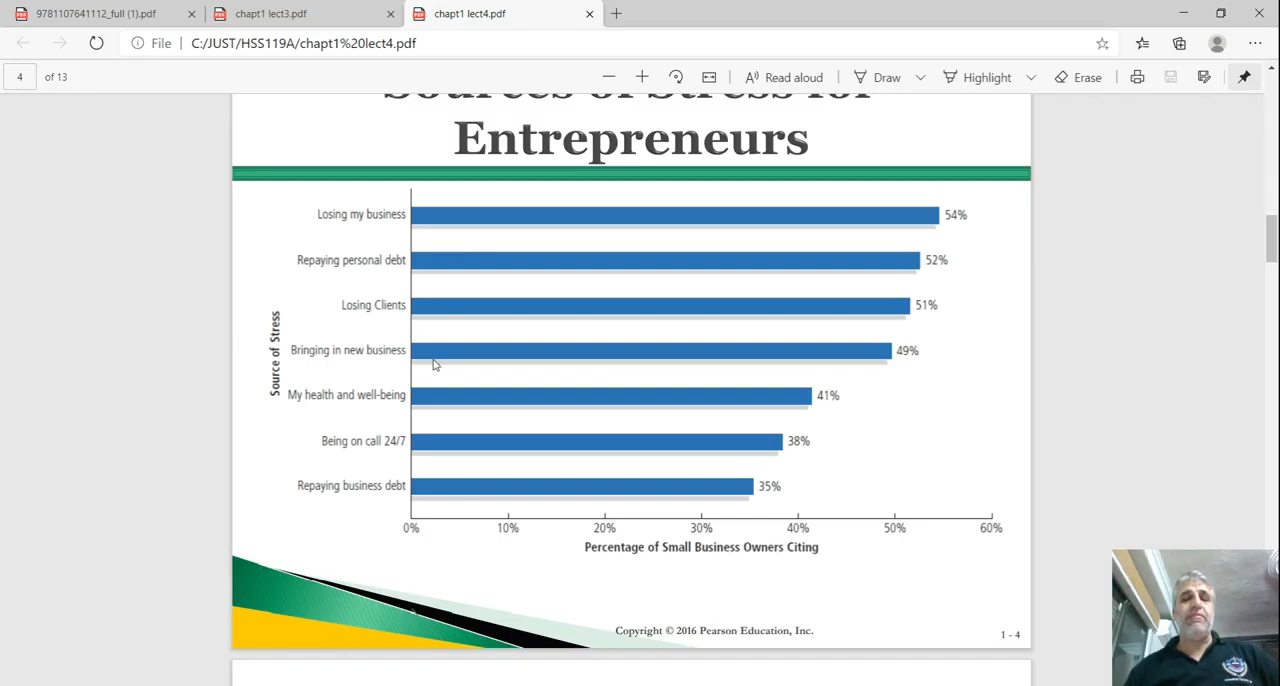 9781107641112_full (1).pdf
chapt1 lect3.pdf
chapt1 lect4.pdf
File
C:/JUST/HSS119A/chapt1%20lect4.pdf
4 of 13
Read aloud
Draw
Highlight
Erase
Sources of Stress for
Entrepreneurs
Source of Stress
Losing my business 54%
Repaying personal debt 52%
Losing Clients 51%
Bringing in new business 49%
My health and well-being 41%
Being on call 24/7 38%
Repaying business debt 35%
0% 10% 20% 30% 40% 50% 60%
Percentage of Small Business Owners Citing
Copyright © 2016 Pearson Education, Inc.
1 - 4